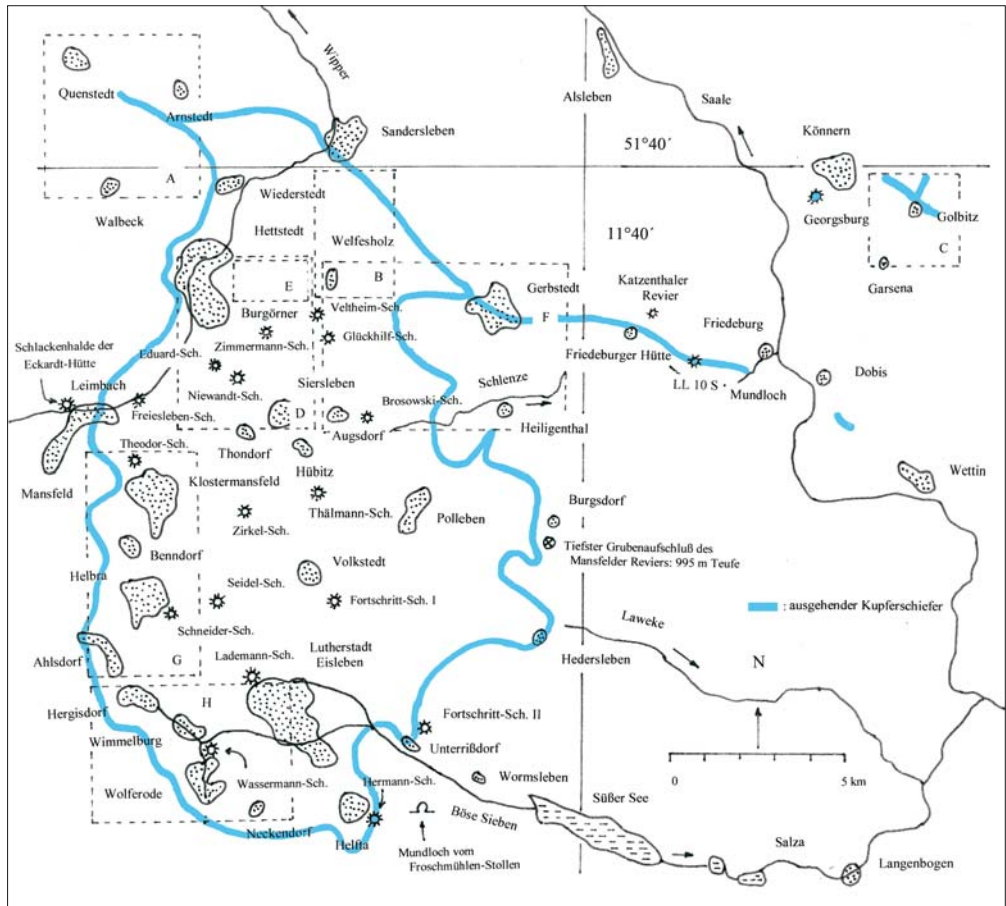 Wipper
Alsleben
Saale
Quenstedt
Arnstedt
Sandersleben
51°40´
Könnern
A
Wiederstedt
Georgsburg
Golbitz
Walbeck
Hettstedt
Welfesholz
11°40´
C
B
Katzenthaler
Revier
Garsena
E
Gerbstedt
F
Burgörner
Veltheim-Sch.
Friedeburg
Schlackenhalde der
Eckardt-Hütte
Zimmermann-Sch.
Glückhilf-Sch.
Friedeburger Hütte
Eduard-Sch.
LL 10 S
Mundloch
Dobis
Leimbach
Niewandt-Sch.
Siersleben
Schlenze
Freiesleben-Sch.
D
Brosowski-Sch.
Augsdorf
Heiligenthal
Theodor-Sch.
Thondorf
Hübitz
Mansfeld
Klostermansfeld
Thälmann-Sch.
Wettin
Zirkel-Sch.
Polleben
Burgsdorf
Benndorf
Tiefster Grubenaufschluß des
Mansfelder Reviers: 995 m Teufe
Volkstedt
Helbra
Seidel-Sch.
Fortschritt-Sch. I
: ausgehender Kupferschiefer
Schneider-Sch.
Laweke
Ahlsdorf
G
Lademann-Sch.
Lutherstadt
Eisleben
Hedersleben
N
Hergisdorf
H
Fortschritt-Sch. II
Wimmelburg
Unterrißdorf
0
5 km
Wolferode
Wassermann-Sch.
Hermann-Sch.
Wormsleben
Süßer See
Neckendorf
Helfta
Böse Sieben
Mundloch vom
Froschmühlen-Stollen
Salza
Langenbogen